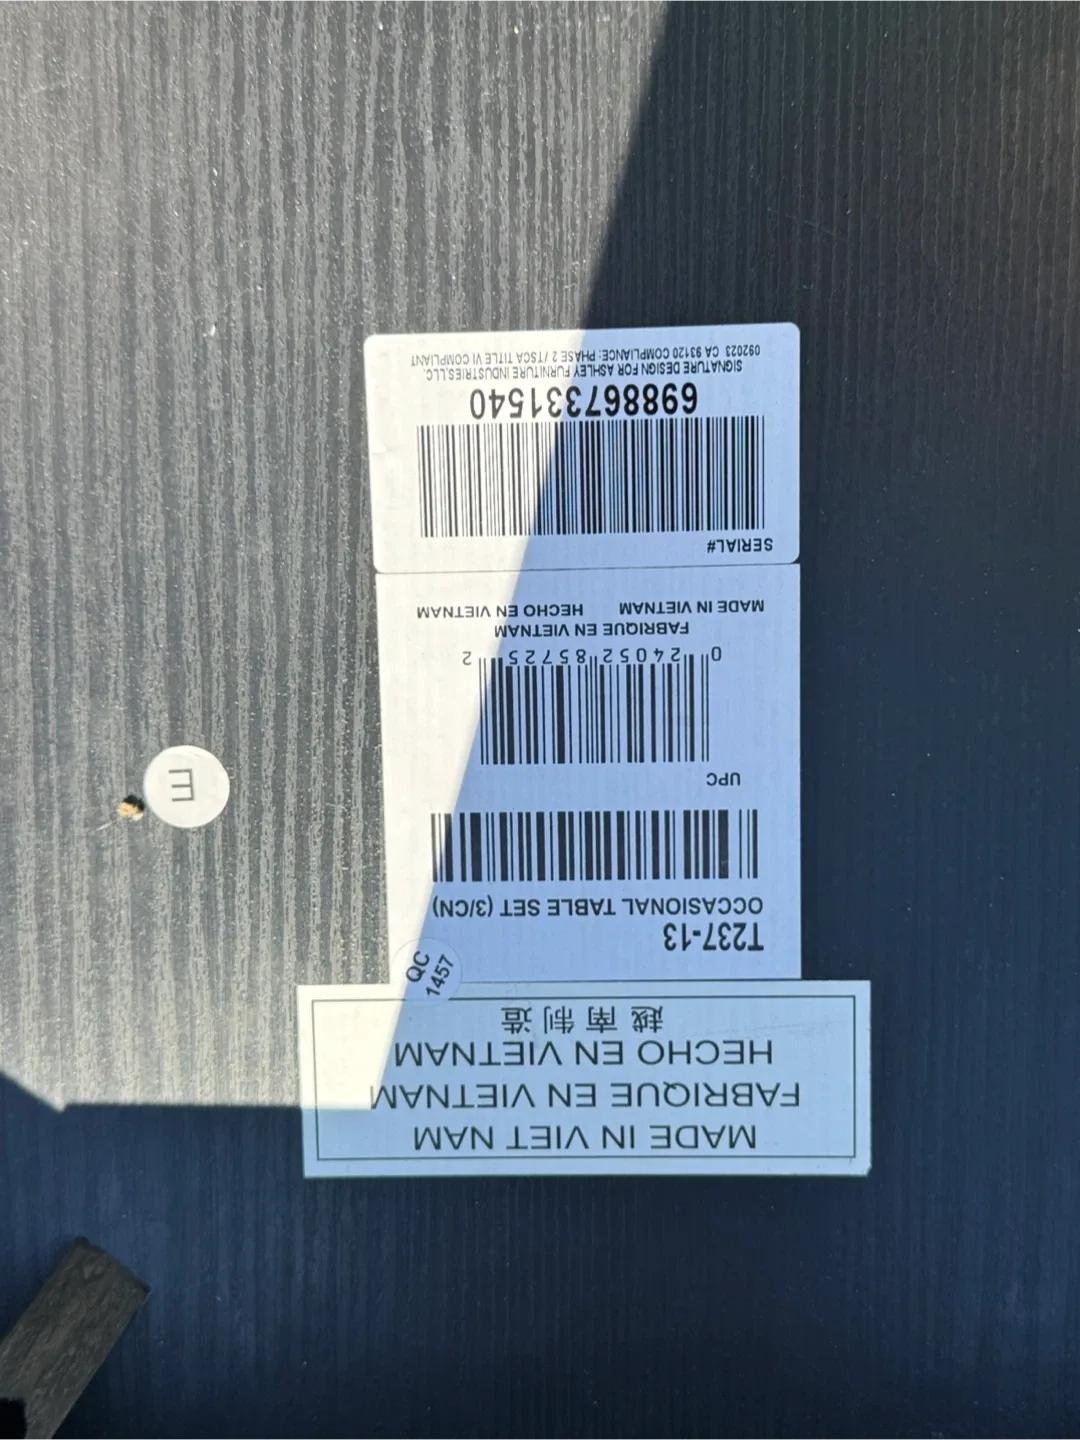 MADE IN VIET NAM
FABRIQUE EN VIETNAM
HECHO EN VIETNAM
越南制造
QC
1457
T237-13
OCCASIONAL TABLE SET (3/CN)
UPC
0 24052 85725 2
FABRIQUE EN VIETNAM
MADE IN VIETNAM HECHO EN VIETNAM
SERIAL#
698867331540
SIGNATURE DESIGN FOR ASHLEY FURNITURE INDUSTRIES,LLC.
092023 CA 93120 COMPLIANCE: PHASE 2 / TSCA TITLE VI COMPLIANT
E